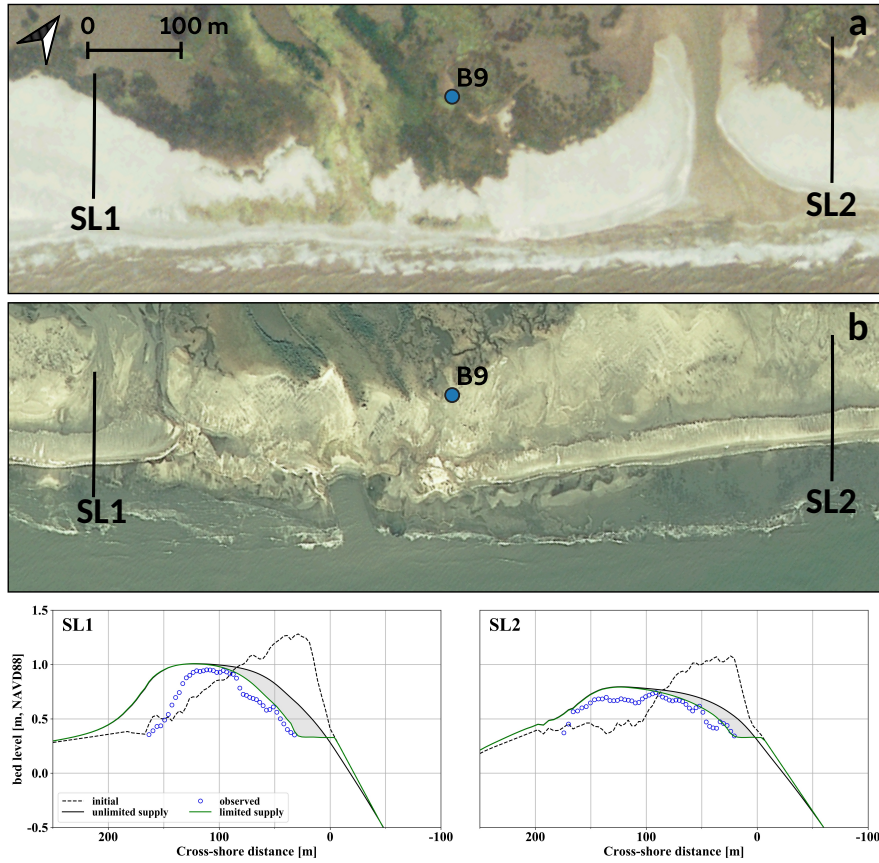 0 100 m
a
B9
SL1
SL2
b
B9
SL1
SL2
1.5
1.0
0.5
0.0
-0.5
bed level [m, NAVD88]
SL1
initial
unlimited supply
observed
limited supply
200 100 0 -100
Cross-shore distance [m]
SL2
200 100 0 -100
Cross-shore distance [m]